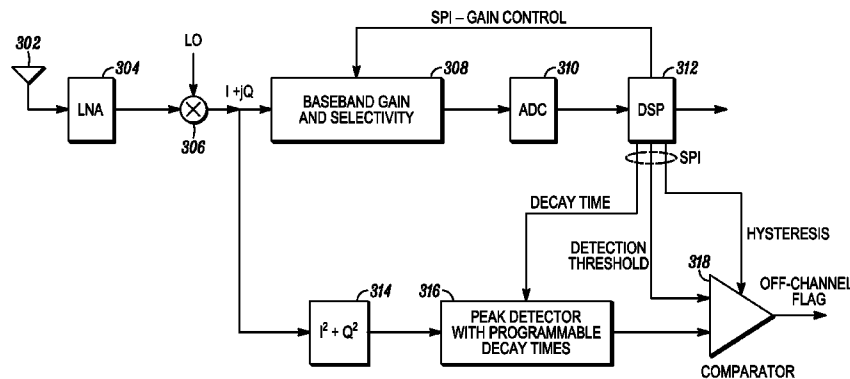 SPI – GAIN CONTROL
302
LO
304
308
310
312
I +jQ
LNA
BASEBAND GAIN
AND SELECTIVITY
ADC
DSP
306
SPI
DECAY TIME
HYSTERESIS
DETECTION
THRESHOLD
318
OFF-CHANNEL
FLAG
314
316
I² + Q²
PEAK DETECTOR
WITH PROGRAMMABLE
DECAY TIMES
COMPARATOR